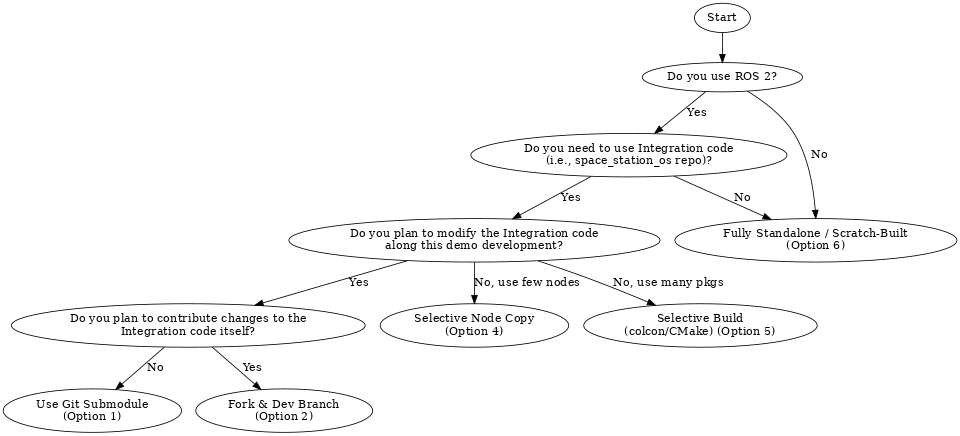 Start
Do you use ROS 2?
Yes
No
Do you need to use Integration code
(i.e., space_station_os repo)?
Yes
No
Do you plan to modify the Integration code
along this demo development?
Fully Standalone / Scratch-Built
(Option 6)
Yes
No, use few nodes
No, use many pkgs
Do you plan to contribute changes to the
Integration code itself?
Selective Node Copy
(Option 4)
Selective Build
(colcon/CMake) (Option 5)
No
Yes
Use Git Submodule
(Option 1)
Fork & Dev Branch
(Option 2)